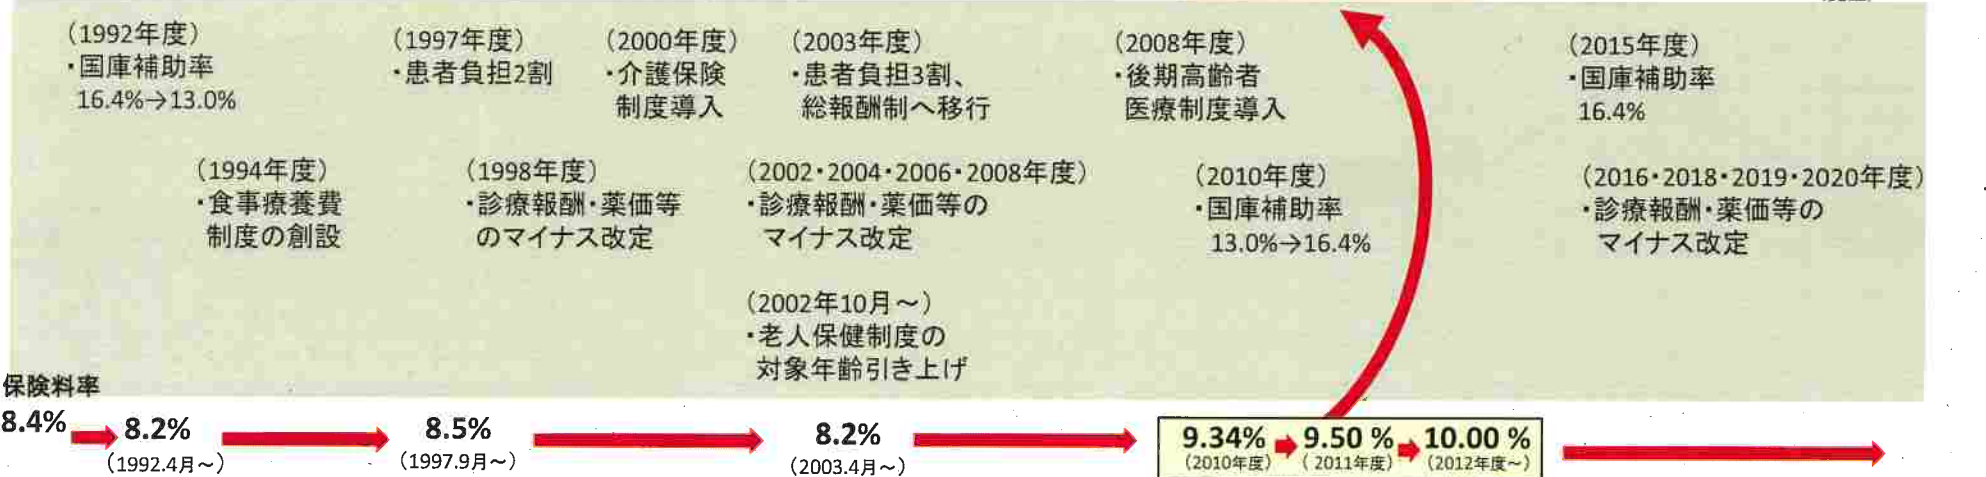 （1992年度）
・国庫補助率
16.4%→13.0%
（1997年度）
・患者負担2割
（2000年度）
・介護保険
制度導入
（2003年度）
・患者負担3割、
総報酬制へ移行
（2008年度）
・後期高齢者
医療制度導入
（2015年度）
・国庫補助率
16.4%
（1994年度）
・食事療養費
制度の創設
（1998年度）
・診療報酬・薬価等
のマイナス改定
（2002・2004・2006・2008年度）
・診療報酬・薬価等の
マイナス改定
（2010年度）
・国庫補助率
13.0%→16.4%
（2016・2018・2019・2020年度）
・診療報酬・薬価等の
マイナス改定
（2002年10月～）
・老人保健制度の
対象年齢引き上げ
保険料率
8.4%
8.2%
（1992.4月～）
8.5%
（1997.9月～）
8.2%
（2003.4月～）
9.34%
（2010年度）
9.50 %
（2011年度）
10.00 %
（2012年度～）